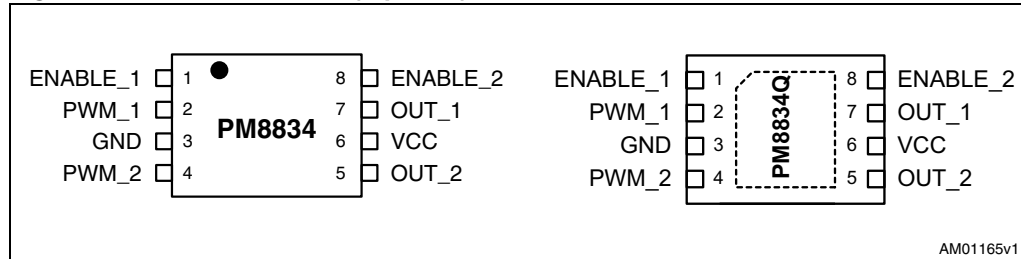 ENABLE_1 1 8 ENABLE_2
PWM_1 2 7 OUT_1
GND 3 PM8834 6 VCC
PWM_2 4 5 OUT_2
ENABLE_1 1 8 ENABLE_2
PWM_1 2 7 OUT_1
GND 3 PM8834Q 6 VCC
PWM_2 4 5 OUT_2
AM01165v1